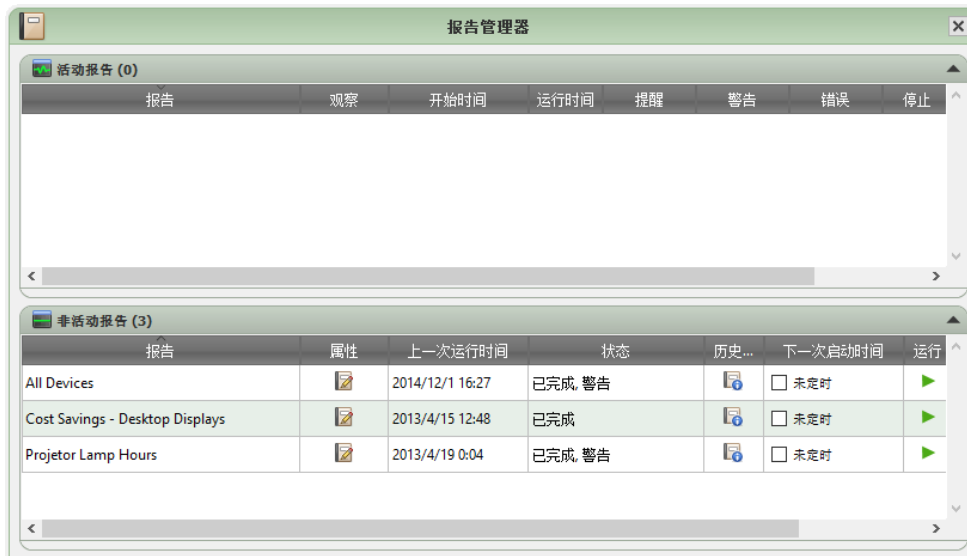 报告管理器
活动报告 (0)
报告 观察 开始时间 运行时间 提醒 警告 错误 停止
非活动报告 (3)
报告 属性 上一次运行时间 状态 历史... 下一次启动时间 运行
All Devices 2014/12/1 16:27 已完成, 警告 未定时
Cost Savings - Desktop Displays 2013/4/15 12:48 已完成 未定时
Projetor Lamp Hours 2013/4/19 0:04 已完成, 警告 未定时